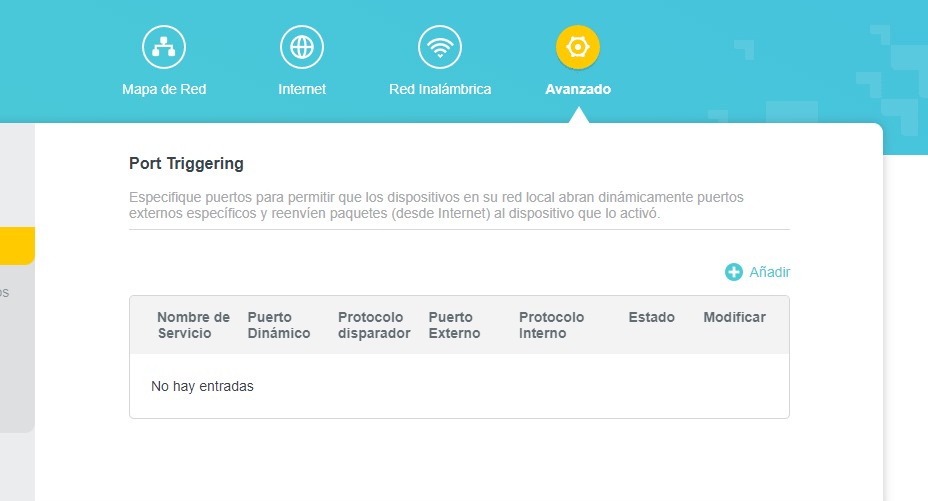 Mapa de Red
Internet
Red Inalámbrica
Avanzado
Port Triggering
Especifique puertos para permitir que los dispositivos en su red local abran dinámicamente puertos
externos específicos y reenvíen paquetes (desde Internet) al dispositivo que lo activó.
os
Añadir
Nombre de
Servicio
Puerto
Dinámico
Protocolo
disparador
Puerto
Externo
Protocolo
Interno
Estado
Modificar
No hay entradas